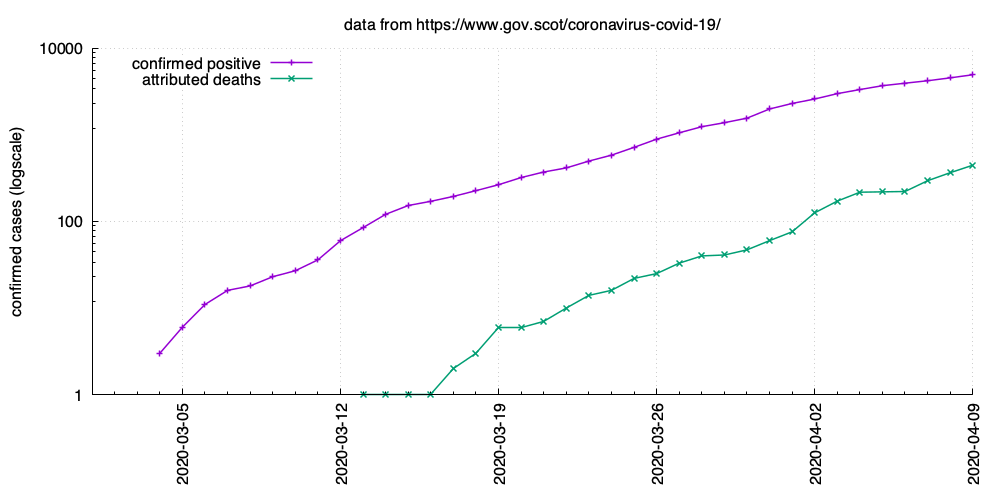 data from https://www.gov.scot/coronavirus-covid-19/
10000
confirmed positive
attributed deaths
confirmed cases (logscale)
100
1
2020-03-05
2020-03-12
2020-03-19
2020-03-26
2020-04-02
2020-04-09